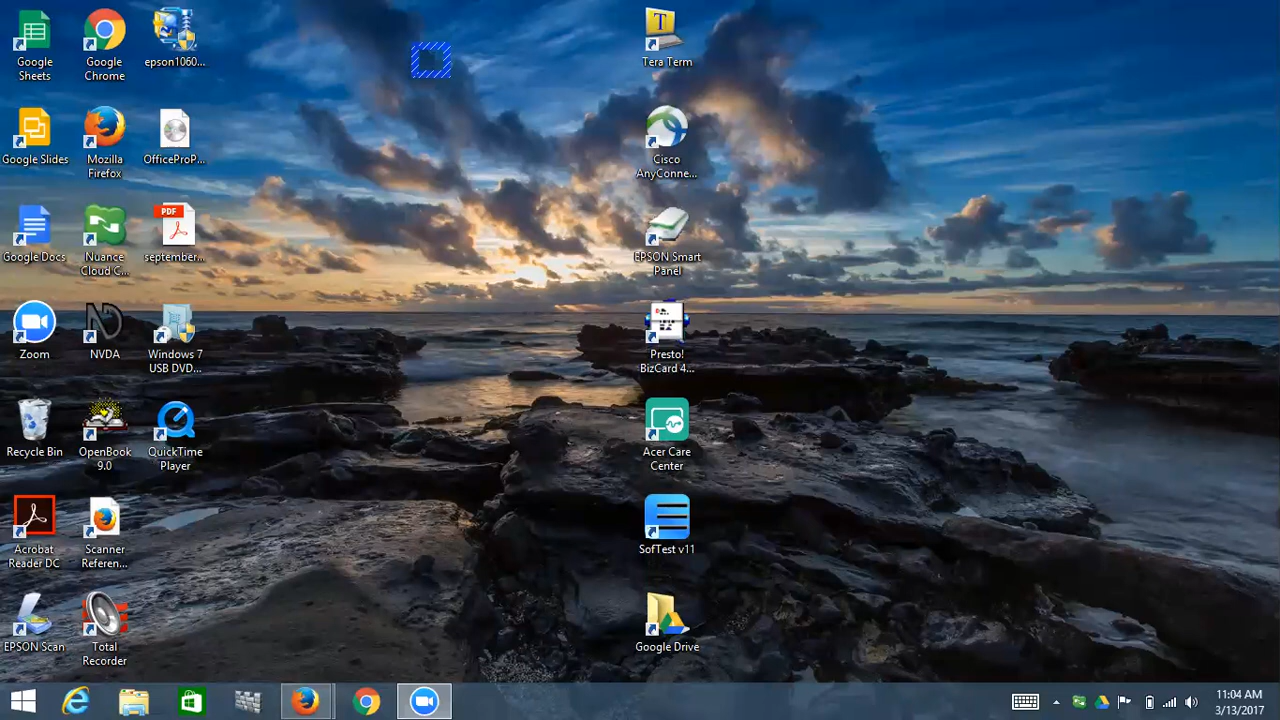 Google
Sheets
Google
Chrome
epson1060...
T
Tera Term
Google Slides
Mozilla
Firefox
OfficeProP...
Cisco
AnyConne...
Google Docs
Nuance
Cloud C...
PDF
september...
EPSON Smart
Panel
Zoom
NVDA
Windows 7
USB DVD...
Presto!
BizCard 4...
Recycle Bin
OpenBook
9.0
QuickTime
Player
Acer Care
Center
Acrobat
Reader DC
Scanner
Referen...
SofTest v11
EPSON Scan
Total
Recorder
Google Drive
11:04 AM
3/13/2017